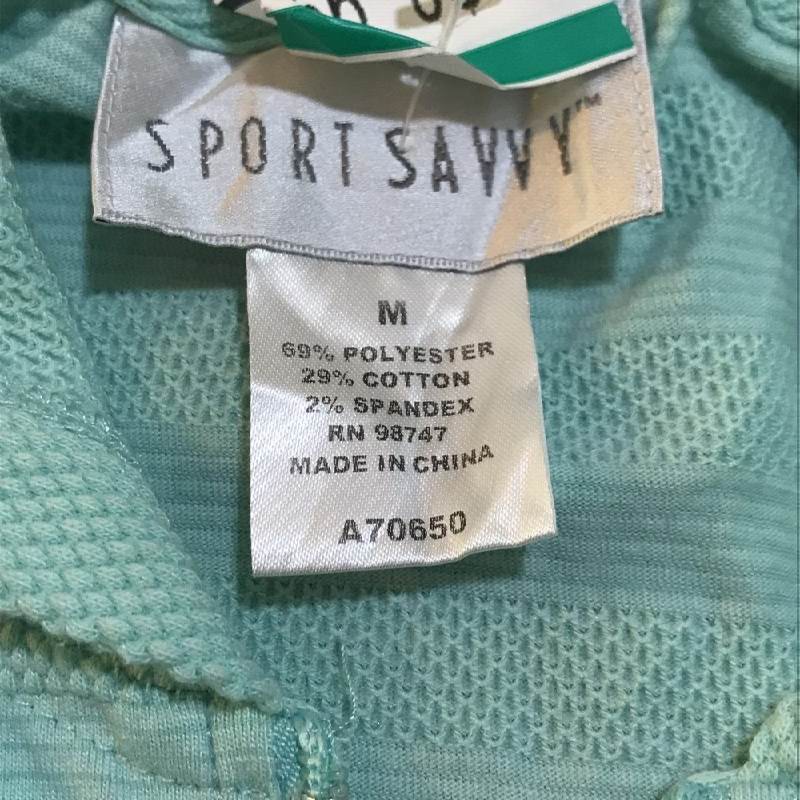 SPORT SAVVY™
M
69% POLYESTER
29% COTTON
2% SPANDEX
RN 98747
MADE IN CHINA
A70650